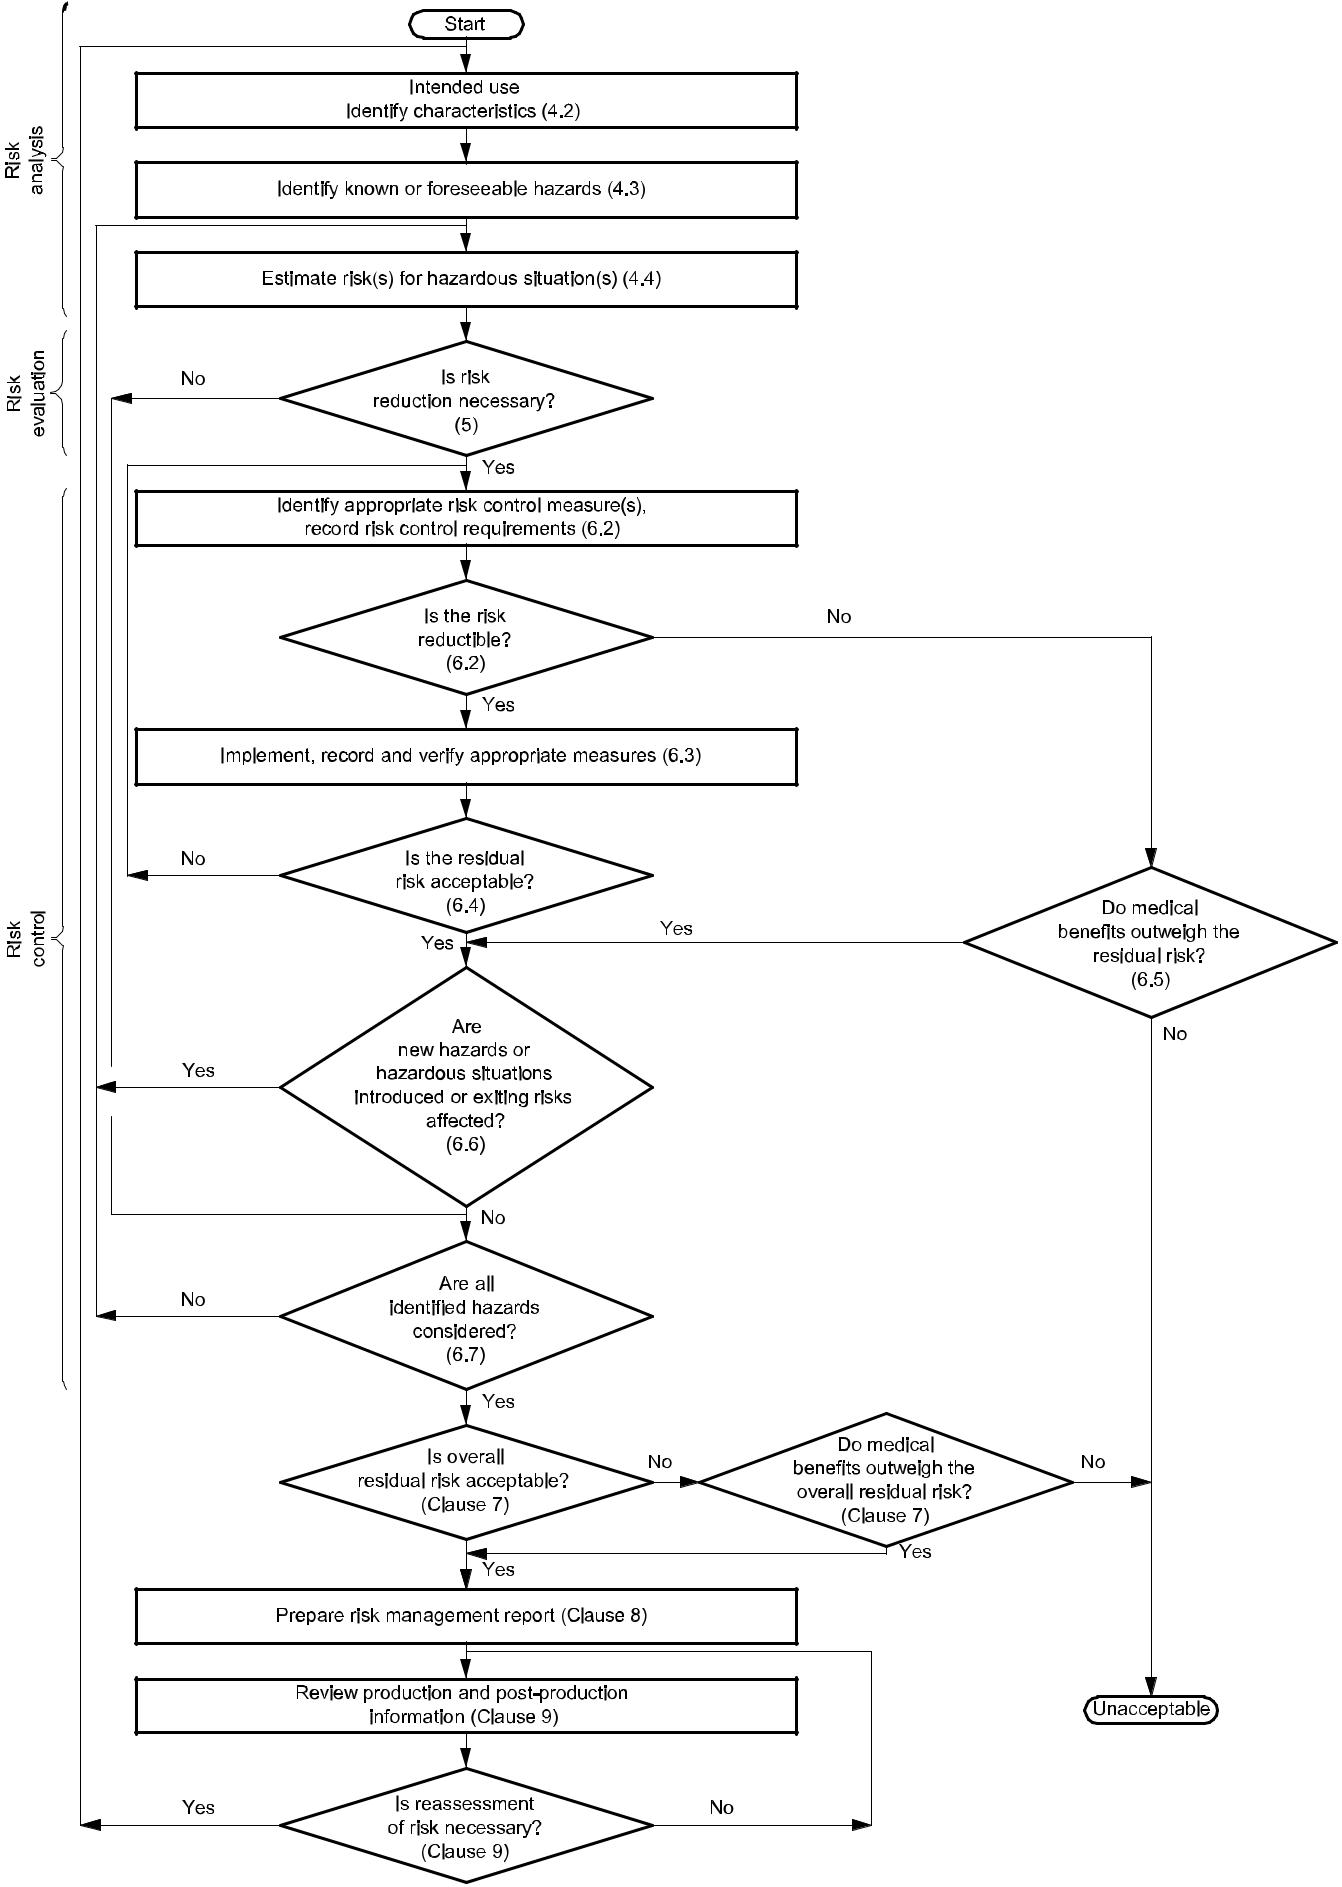 Start
Intended use
Identify characteristics (4.2)
Risk
analysis
Identify known or foreseeable hazards (4.3)
Estimate risk(s) for hazardous situation(s) (4.4)
Risk
evaluation
No
Is risk
reduction necessary?
(5)
Yes
Identify appropriate risk control measure(s),
record risk control requirements (6.2)
Is the risk
reductible?
(6.2)
No
Yes
Implement, record and verify appropriate measures (6.3)
No
Is the residual
risk acceptable?
(6.4)
Risk
control
Yes
Yes
Do medical
benefits outweigh the
residual risk?
(6.5)
No
Yes
Are
new hazards or
hazardous situations
introduced or exiting risks
affected?
(6.6)
No
No
Are all
identified hazards
considered?
(6.7)
Yes
Is overall
residual risk acceptable?
(Clause 7)
No
Do medical
benefits outweigh the
overall residual risk?
(Clause 7)
No
Yes
Yes
Prepare risk management report (Clause 8)
Review production and post-production
information (Clause 9)
Unacceptable
Yes
Is reassessment
of risk necessary?
(Clause 9)
No